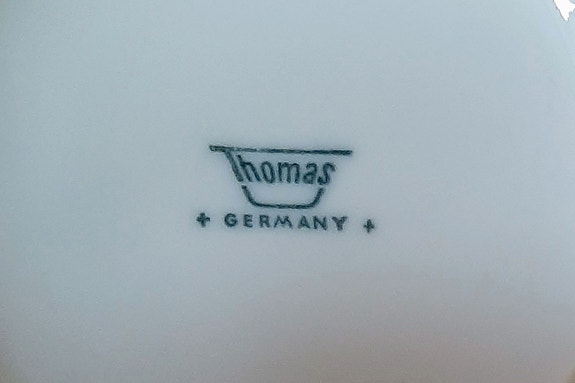 Thomas
+ GERMANY +